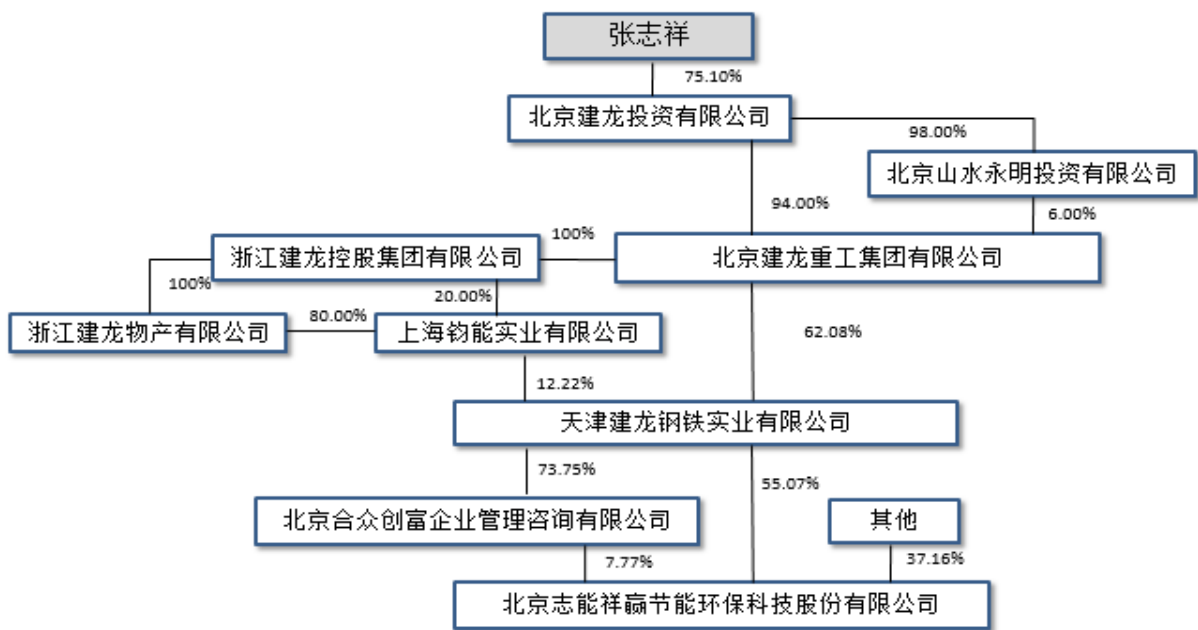 张志祥
75.10%
北京建龙投资有限公司
98.00%
北京山水永明投资有限公司
94.00%
6.00%
浙江建龙控股集团有限公司
100%
北京建龙重工集团有限公司
100%
20.00%
浙江建龙物产有限公司
80.00%
上海钧能实业有限公司
62.08%
12.22%
天津建龙钢铁实业有限公司
73.75%
55.07%
北京合众创富企业管理咨询有限公司
其他
7.77%
37.16%
北京志能祥赢节能环保科技股份有限公司